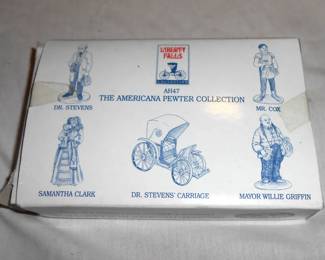 LIBERTY
FALLS
AH47
THE AMERICANA PEWTER COLLECTION
DR. STEVENS
MR. COX
SAMANTHA CLARK
DR. STEVENS' CARRIAGE
MAYOR WILLIE GRIFFIN